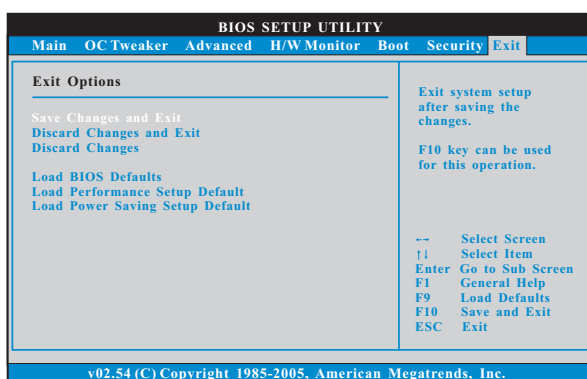 BIOS SETUP UTILITY
Main OC Tweaker Advanced H/W Monitor Boot Security Exit
Exit Options
Save Changes and Exit
Discard Changes and Exit
Discard Changes
Load BIOS Defaults
Load Performance Setup Default
Load Power Saving Setup Default
Exit system setup
after saving the
changes.
F10 key can be used
for this operation.
←→ Select Screen
↑↓ Select Item
Enter Go to Sub Screen
F1 General Help
F9 Load Defaults
F10 Save and Exit
ESC Exit
v02.54 (C) Copyright 1985-2005, American Megatrends, Inc.